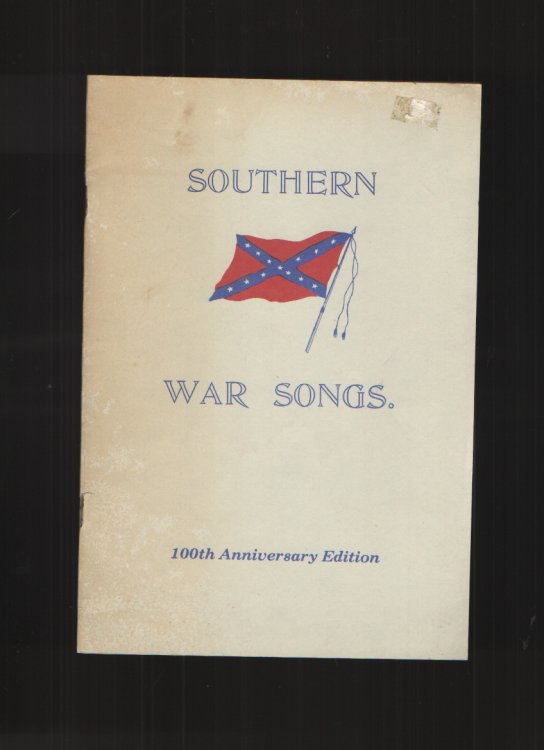 SOUTHERN
WAR SONGS.
100th Anniversary Edition